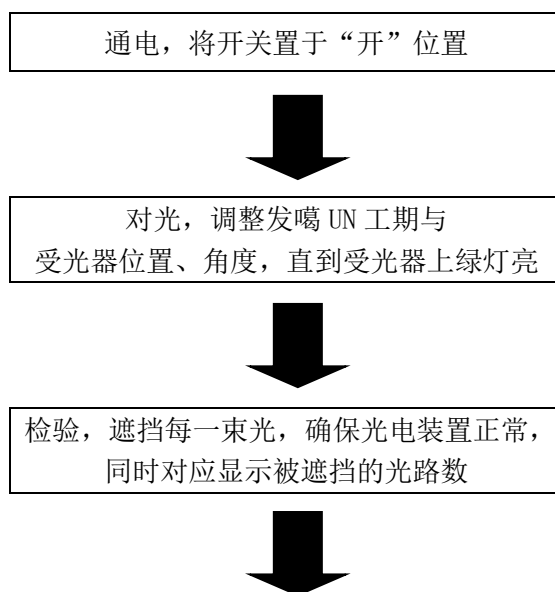 通电，将开关置于“开”位置
对光，调整发噶 UN 工期与
受光器位置、角度，直到受光器上绿灯亮
检验，遮挡每一束光，确保光电装置正常，
同时对应显示被遮挡的光路数